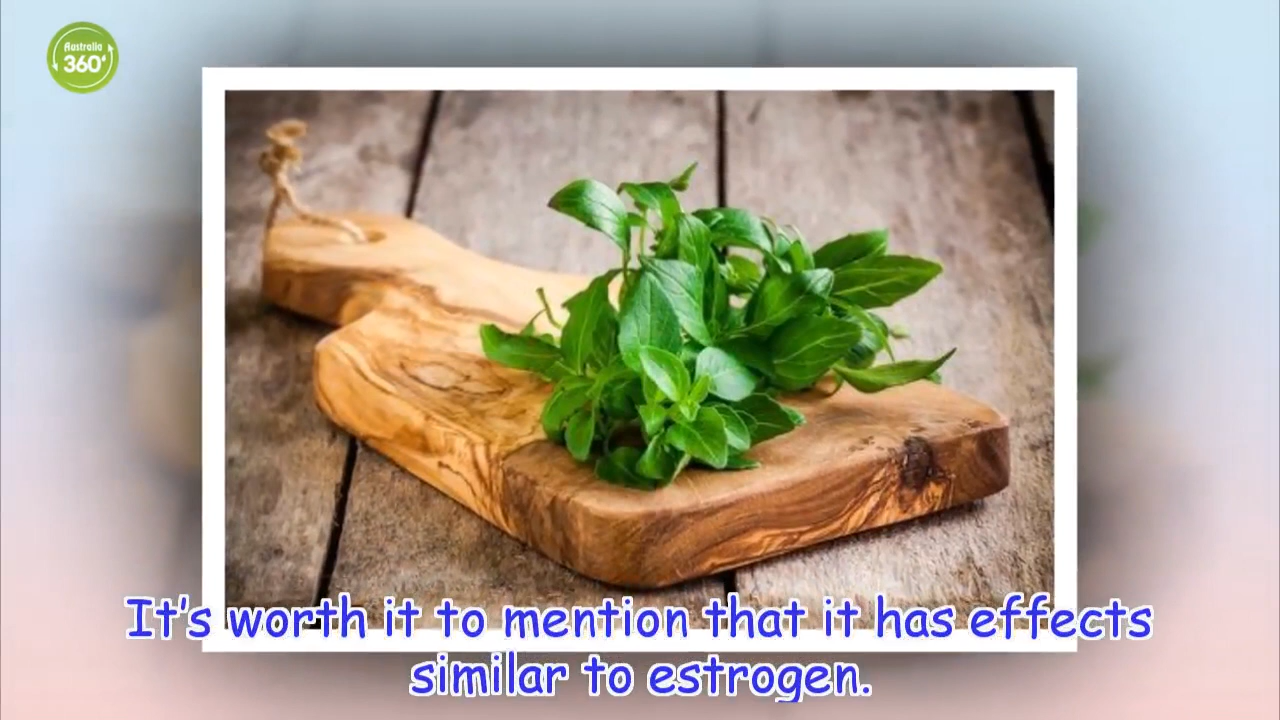 Australia
360°
It's worth it to mention that it has effects
similar to estrogen.